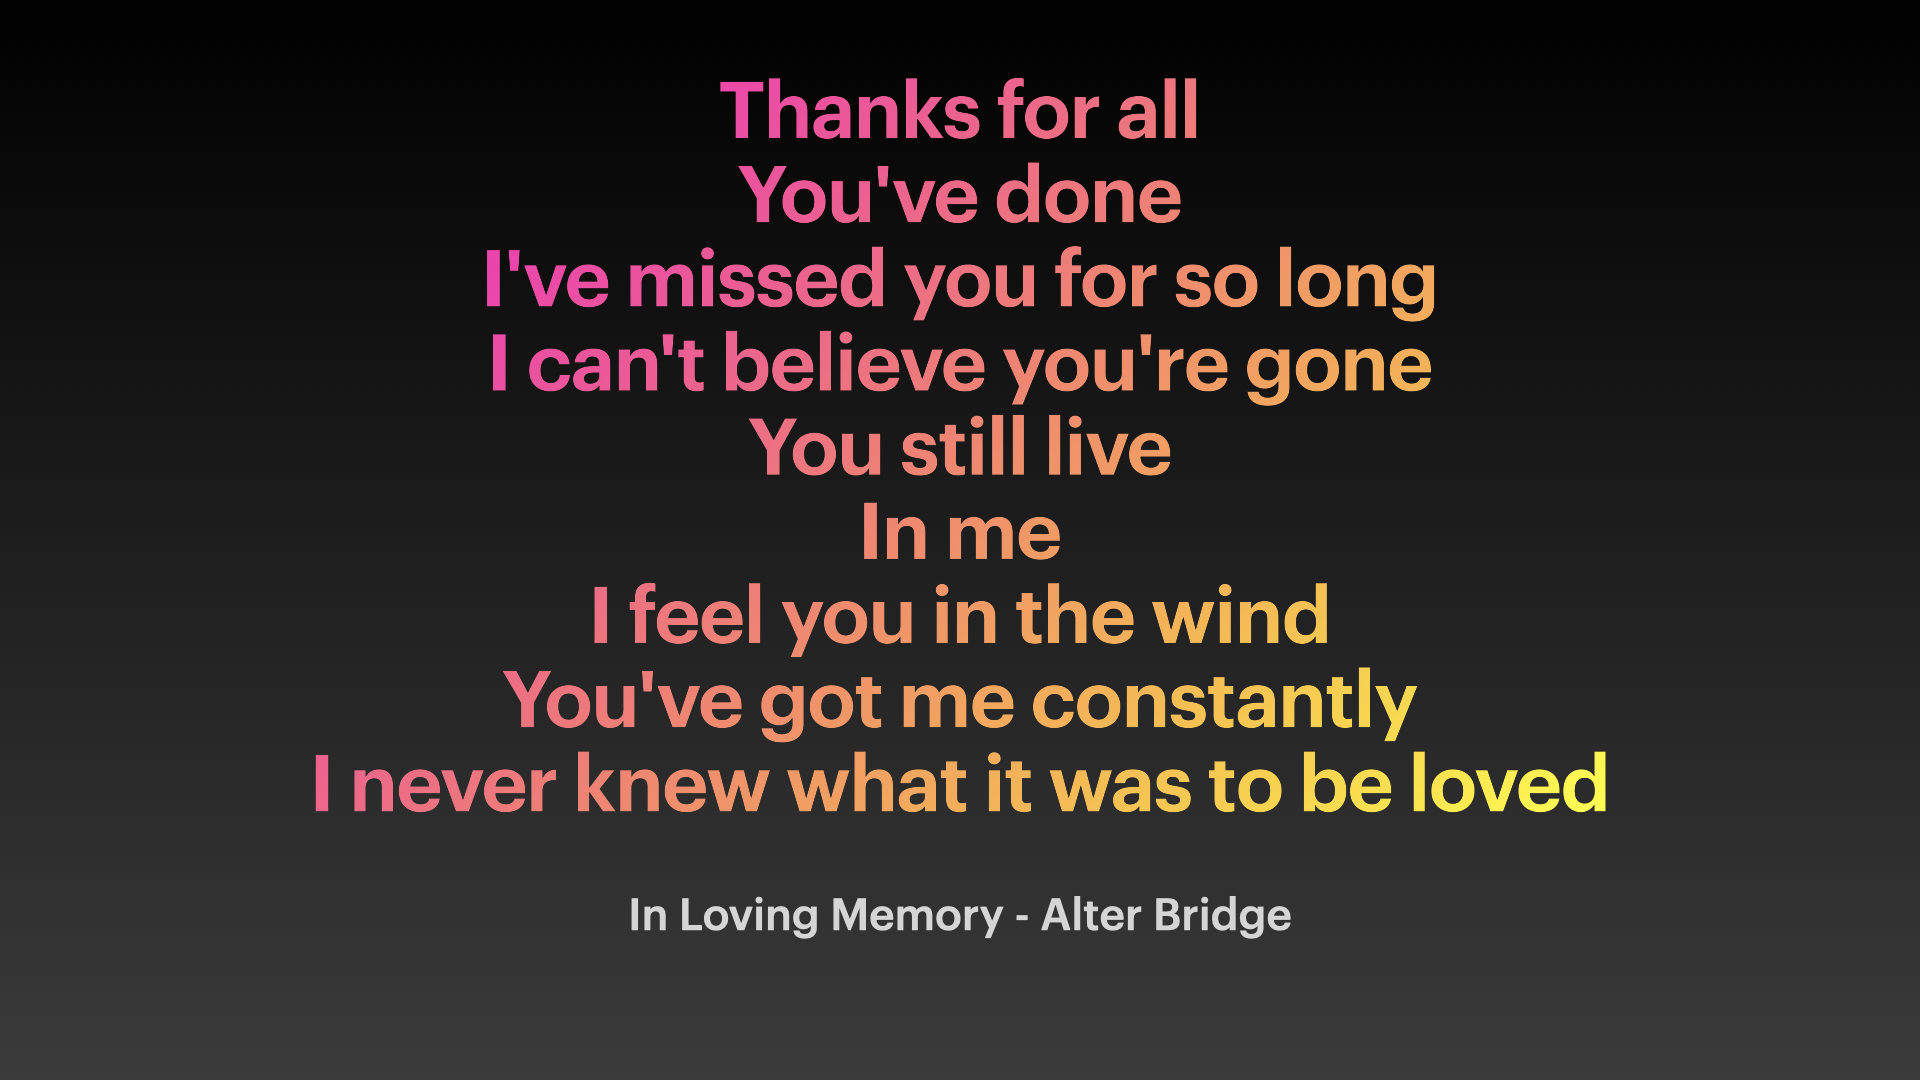 Thanks for all
You've done
I've missed you for so long
I can't believe you're gone
You still live
In me
I feel you in the wind
You've got me constantly
I never knew what it was to be loved
In Loving Memory - Alter Bridge